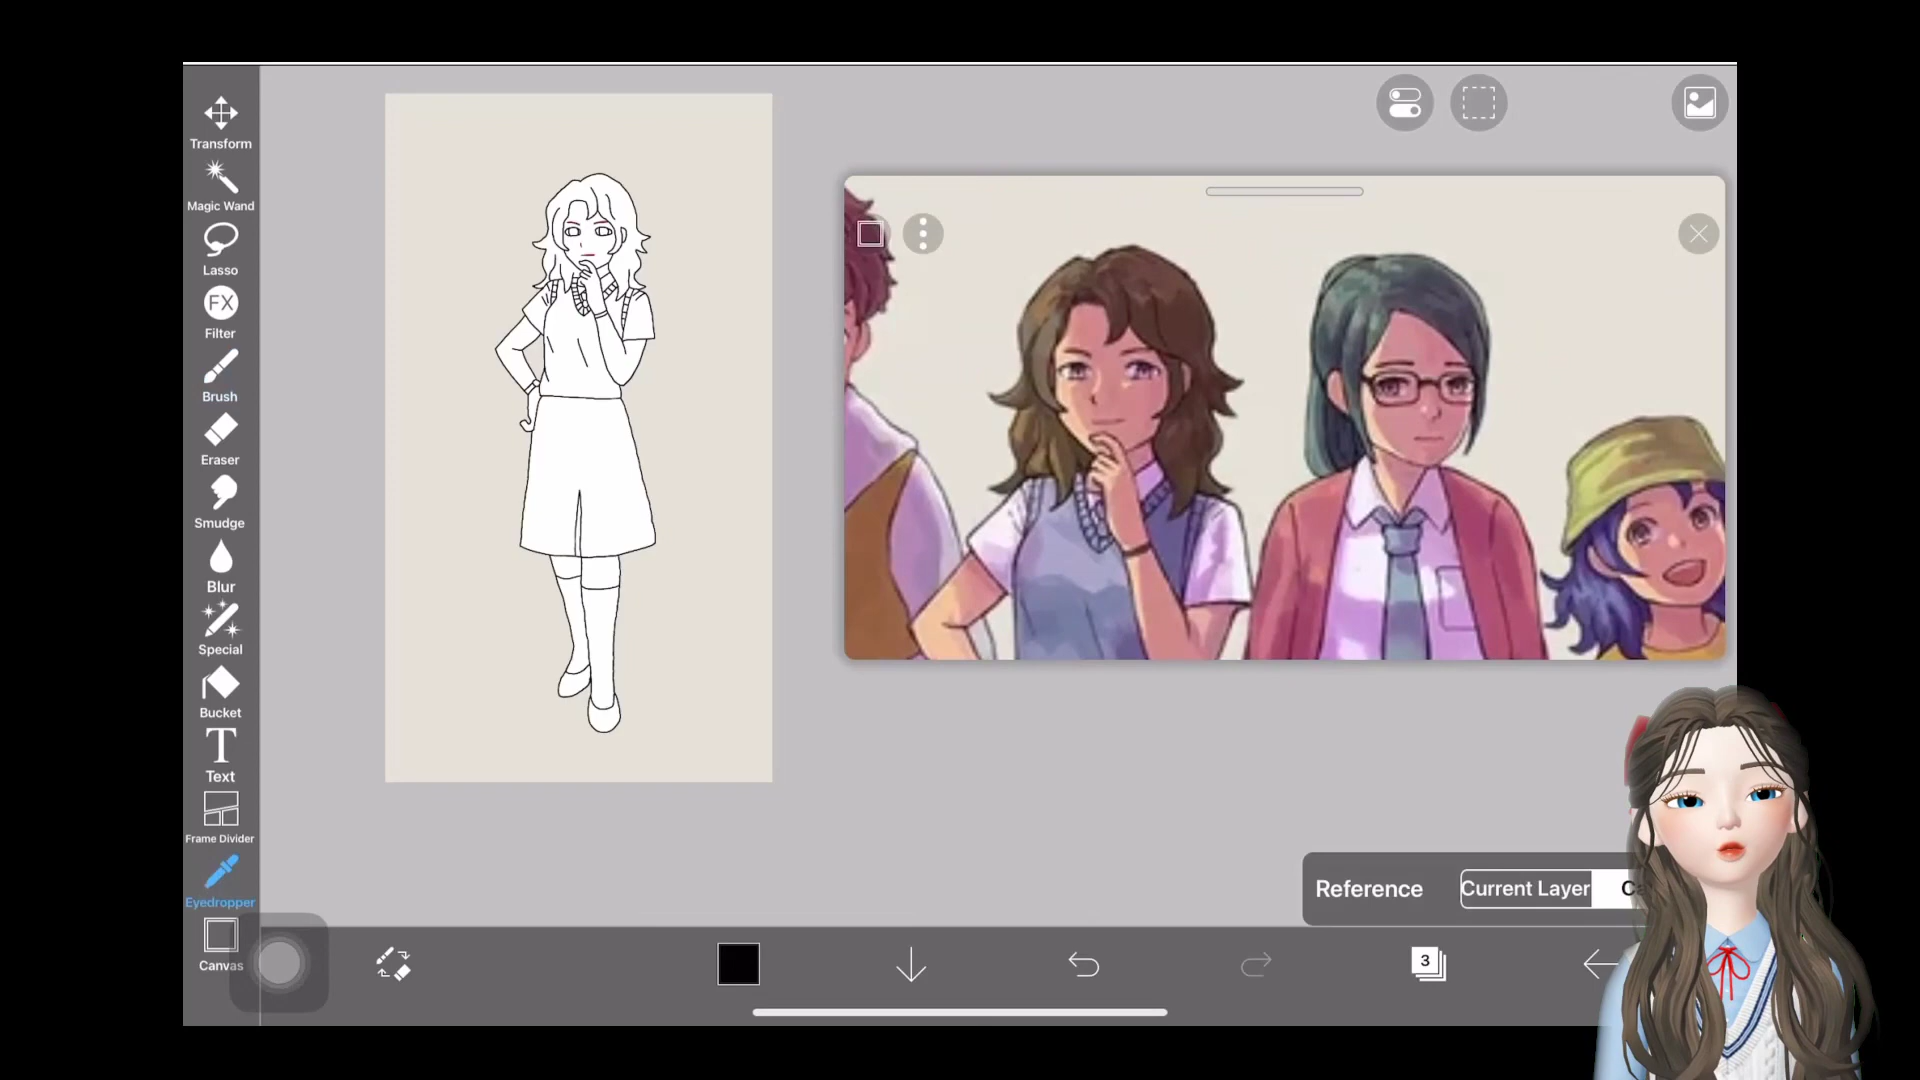 Transform
Magic Wand
Lasso
FX
Filter
Brush
Eraser
Smudge
Blur
Special
Bucket
T
Text
Frame Divider
Eyedropper
Canvas
Reference
Current Layer
3